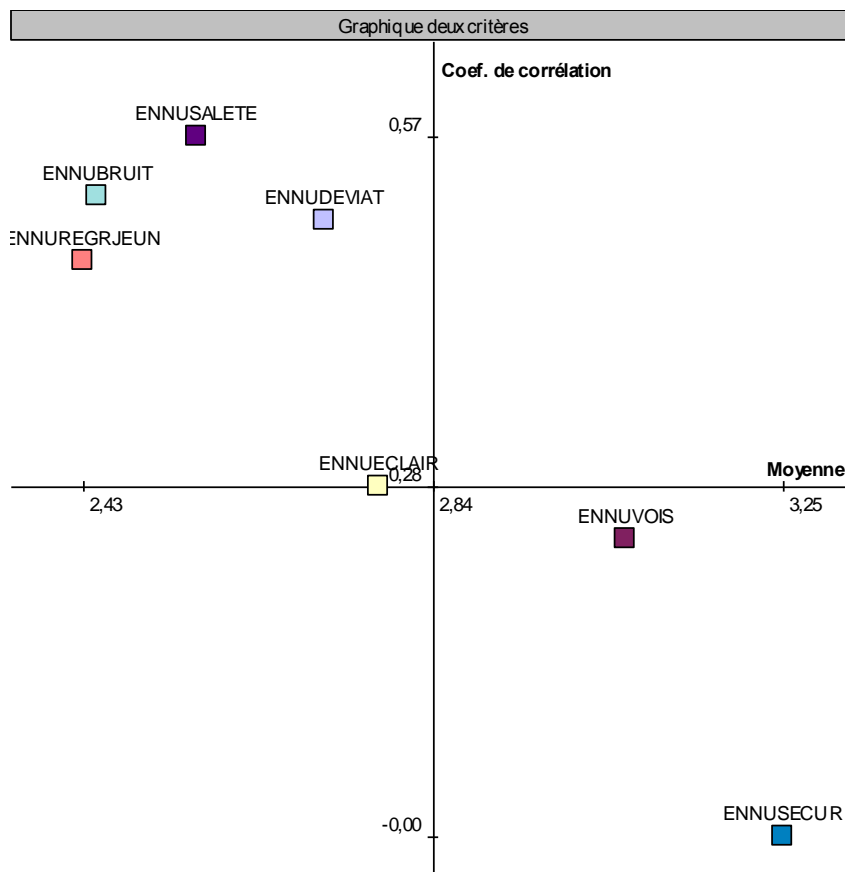 Graphique deux critères
Coef. de corrélation
ENNUSALETE
0,57
ENNUBRUIT
ENNUDEVIAT
ENNUREGRJEUN
ENNUECLAIR
0,28
Moyenne
2,43
2,84
3,25
ENNUVOIS
ENNUSECUR
-0,00